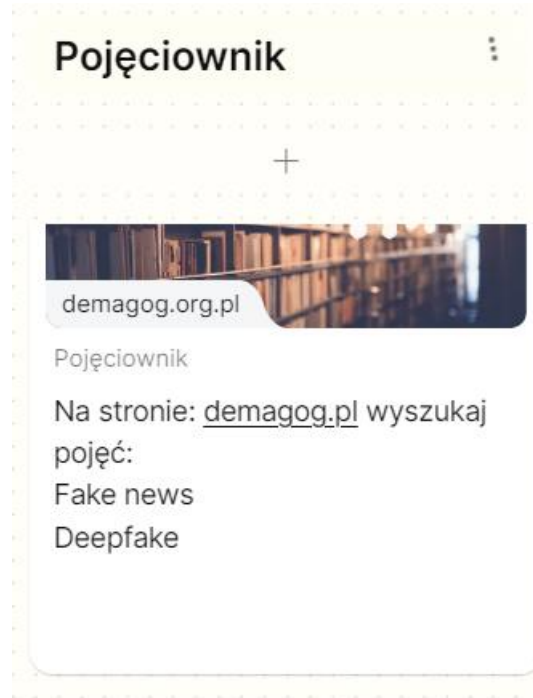 Pojęciownik
demagog.org.pl
Pojęciownik
Na stronie: demagog.pl wyszukaj
pojęć:
Fake news
Deepfake